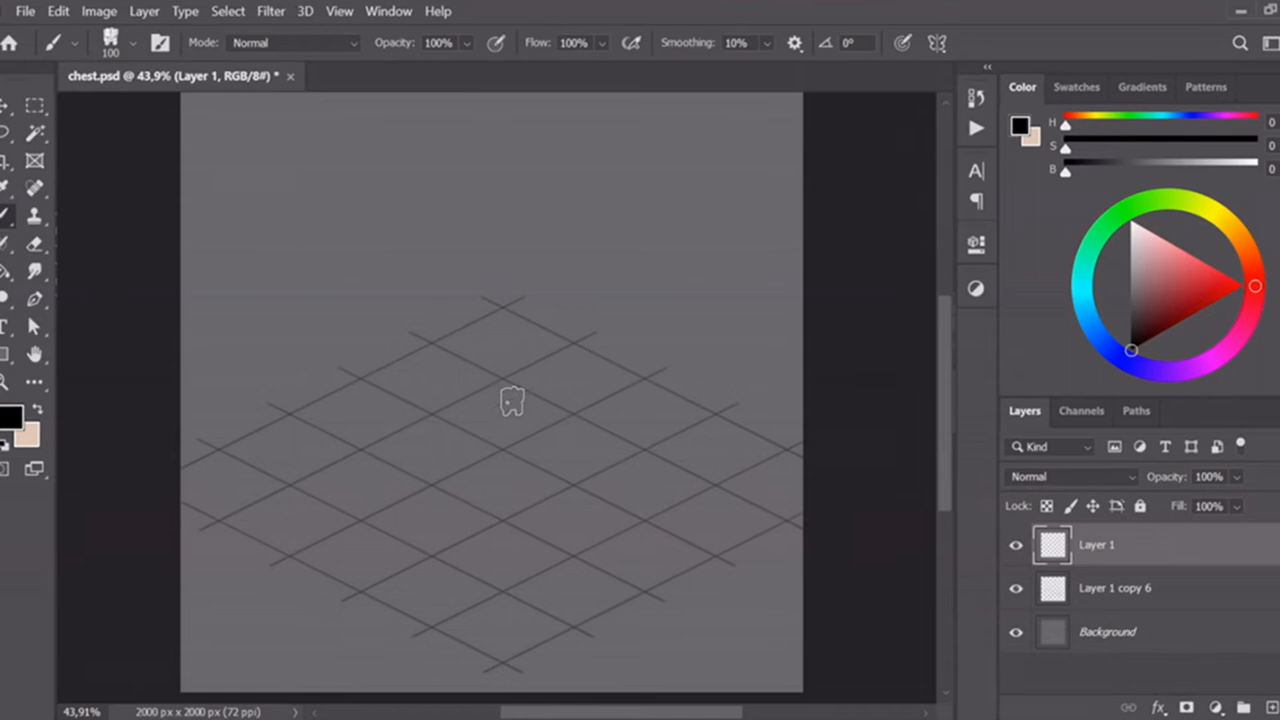 File Edit Image Layer Type Select Filter 3D View Window Help
100 Mode: Normal Opacity: 100% Flow: 100% Smoothing: 10% 0°
chest.psd @ 43,9% (Layer 1, RGB/8#) * ×
Color Swatches Gradients Patterns
H 0
S 0
B 0
Layers Channels Paths
Kind
Normal Opacity: 100%
Lock: Fill: 100%
Layer 1
Layer 1 copy 6
Background
43,91% 2000 px x 2000 px (72 ppi)